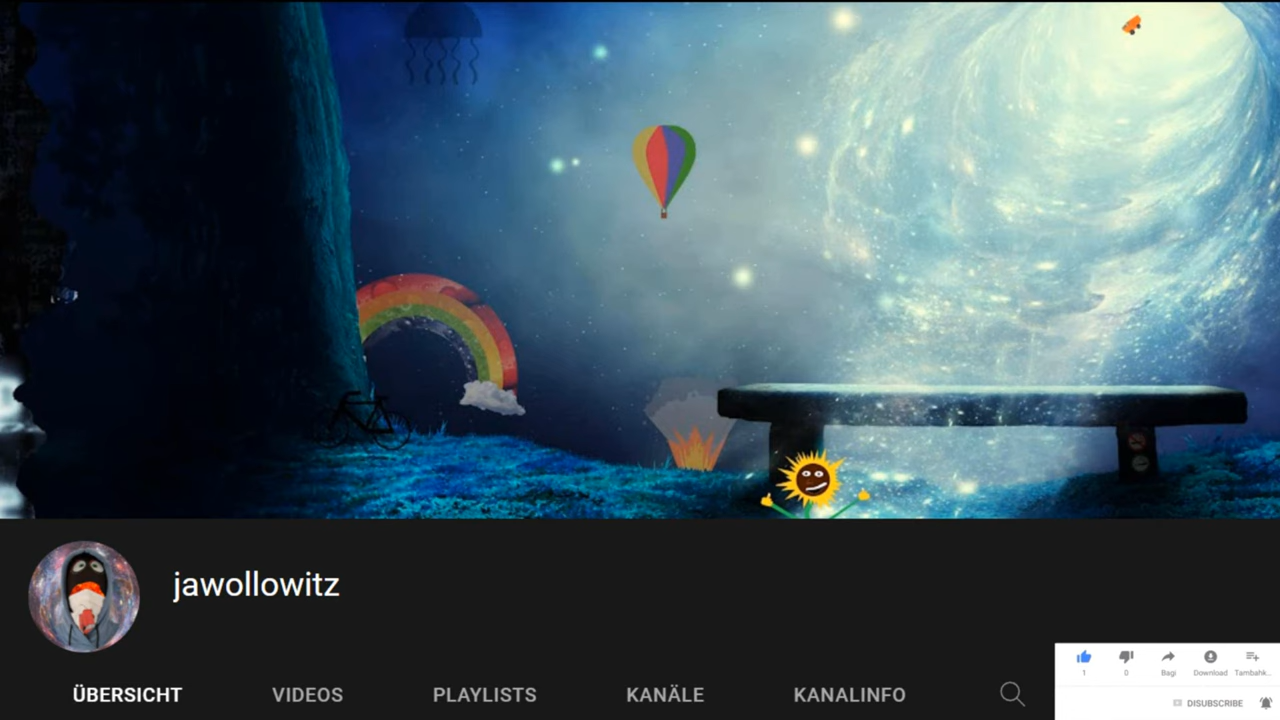 jawollowitz
ÜBERSICHT VIDEOS PLAYLISTS KANÄLE KANALINFO
1 0 Bagi Download Tambahk...
DISUBSCRIBE